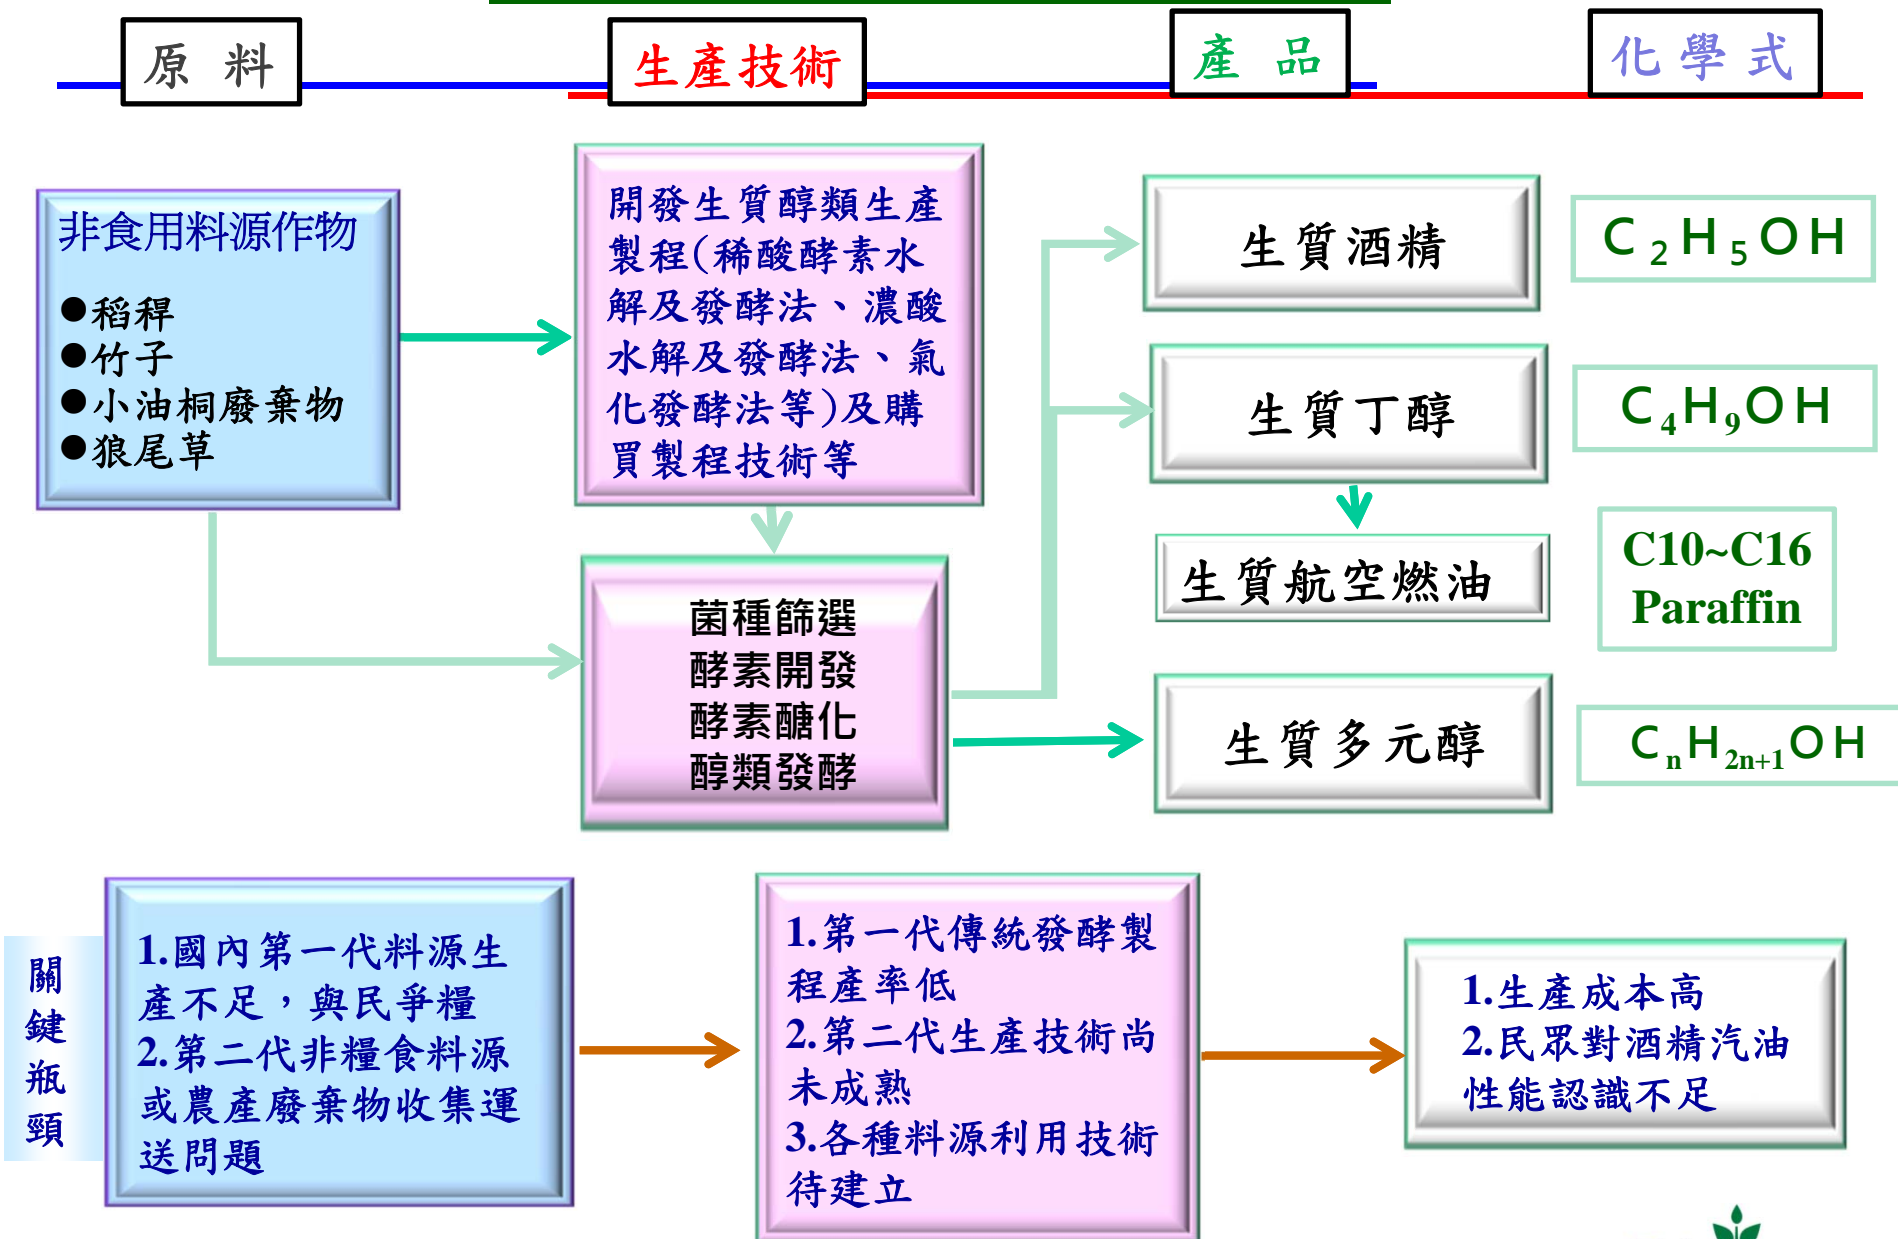 原 料
生產技術
產 品
化學式
非食用料源作物
●稻稈
●竹子
●小油桐廢棄物
●狼尾草
開發生質醇類生產
製程(稀酸酵素水
解及發酵法、濃酸
水解及發酵法、氣
化發酵法等)及購
買製程技術等
菌種篩選
酵素開發
酵素醣化
醇類發酵
生質酒精
C₂H₅OH
生質丁醇
C₄H₉OH
生質航空燃油
C10~C16
Paraffin
生質多元醇
CₙH₂ₙ₊₁OH
關
鍵
瓶
頸
1.國內第一代料源生
產不足，與民爭糧
2.第二代非糧食料源
或農產廢棄物收集運
送問題
1.第一代傳統發酵製
程產率低
2.第二代生產技術尚
未成熟
3.各種料源利用技術
待建立
1.生產成本高
2.民眾對酒精汽油
性能認識不足